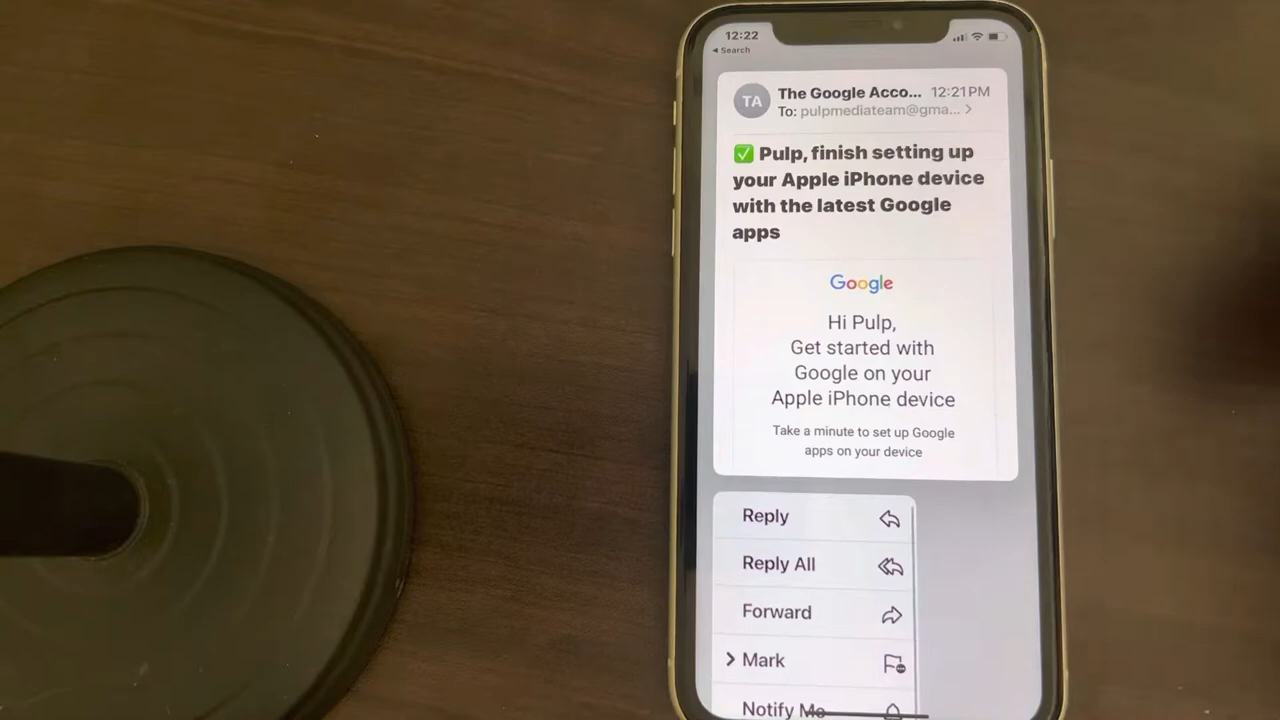 12:22
◂ Search
TA
The Google Acco... 12:21 PM
To: pulpmediateam@gma... >
✅ Pulp, finish setting up
your Apple iPhone device
with the latest Google
apps
Google
Hi Pulp,
Get started with
Google on your
Apple iPhone device
Take a minute to set up Google
apps on your device
Reply
Reply All
Forward
> Mark
Notify Me